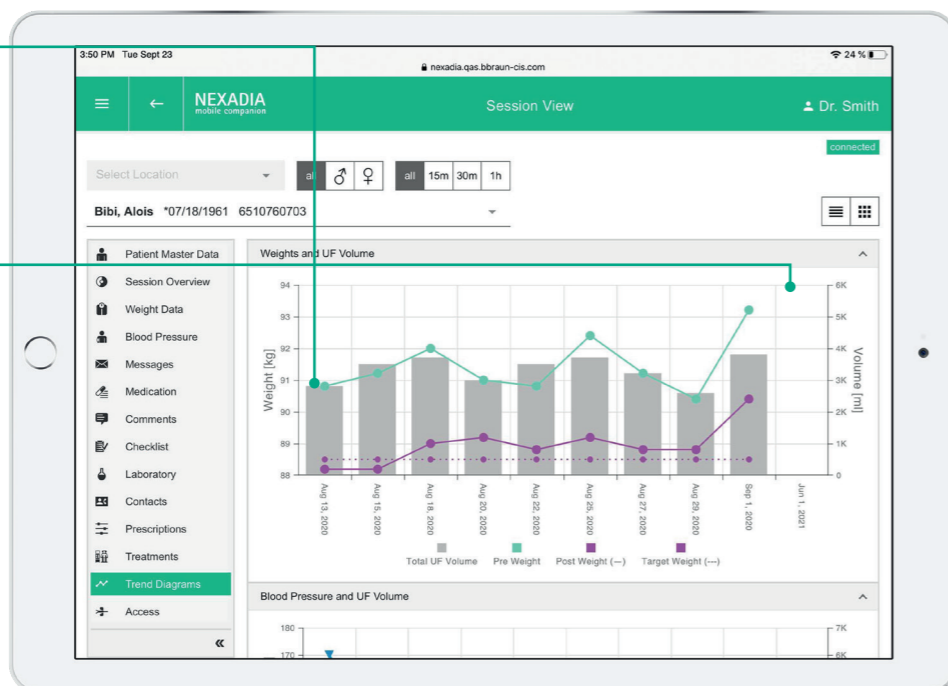 3:50 PM Tue Sept 23
nexadia.qas.bbraun-cis.com
24 %
NEXADIA
mobile companion
Session View
Dr. Smith
connected
Select Location
all
all 15m 30m 1h
Bibi, Alois *07/18/1961 6510760703
Patient Master Data
Session Overview
Weight Data
Blood Pressure
Messages
Medication
Comments
Checklist
Laboratory
Contacts
Prescriptions
Treatments
Trend Diagrams
Access
«
Weights and UF Volume
94
93
92
91
90
89
88
Weight [kg]
6K
5K
4K
3K
2K
1K
0
Volume [ml]
Aug 13, 2020
Aug 15, 2020
Aug 18, 2020
Aug 20, 2020
Aug 22, 2020
Aug 25, 2020
Aug 27, 2020
Aug 29, 2020
Sep 1, 2020
Jun 1, 2021
Total UF Volume Pre Weight Post Weight (—) Target Weight (---)
Blood Pressure and UF Volume
180
170
7K
6K